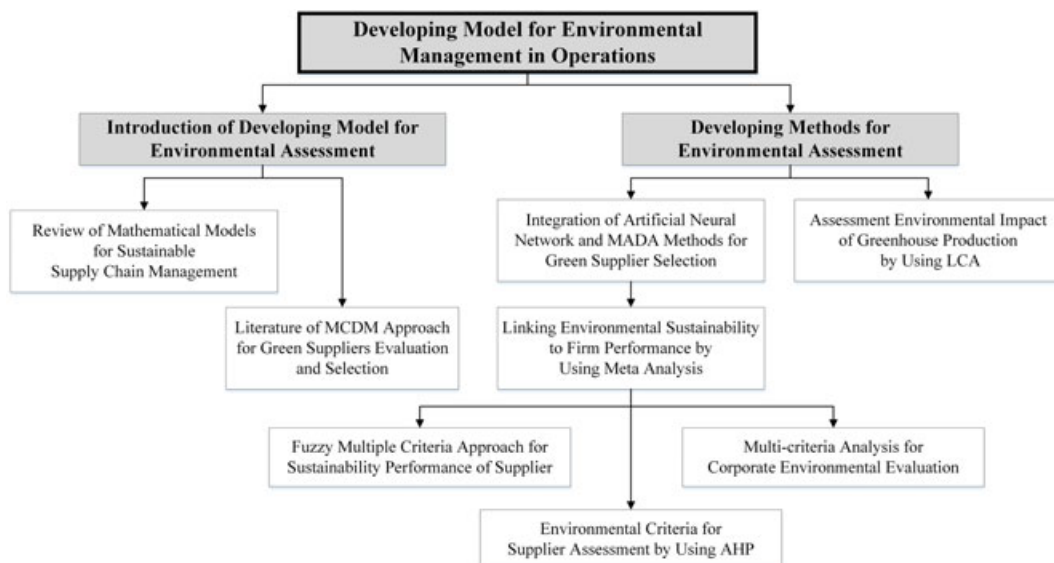 Developing Model for Environmental
Management in Operations
Introduction of Developing Model for
Environmental Assessment
Developing Methods for
Environmental Assessment
Review of Mathematical Models
for Sustainable
Supply Chain Management
Integration of Artificial Neural
Network and MADA Methods for
Green Supplier Selection
Assessment Environmental Impact
of Greenhouse Production
by Using LCA
Literature of MCDM Approach
for Green Suppliers Evaluation
and Selection
Linking Environmental Sustainability
to Firm Performance by
Using Meta Analysis
Fuzzy Multiple Criteria Approach for
Sustainability Performance of Supplier
Multi-criteria Analysis for
Corporate Environmental Evaluation
Environmental Criteria for
Supplier Assessment by Using AHP